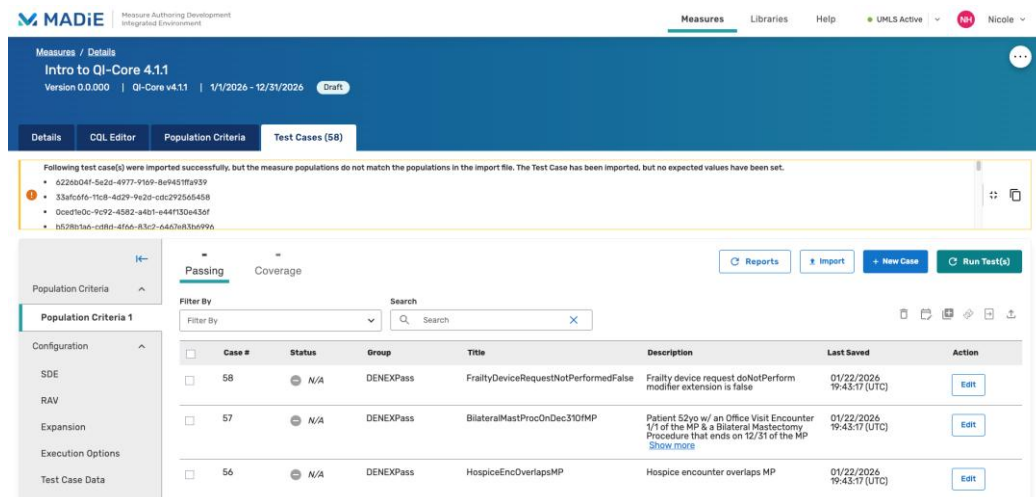 MADiE Measure Authoring Development
Integrated Environment
Measures Libraries Help UMLS Active NH Nicole
Measures / Details
Intro to QI-Core 4.1.1
Version 0.0.000 | QI-Core v4.1.1 | 1/1/2026 - 12/31/2026 Draft
Details CQL Editor Population Criteria Test Cases (58)
Following test case(s) were imported successfully, but the measure populations do not match the populations in the import file. The Test Case has been imported, but no expected values have been set.
• 6226b04f-5e2d-4977-9169-8e9451ffa939
• 33afc6f6-11c8-4d29-9e2d-cdc292565458
• 0ced1e0c-9c92-4582-a4b1-e44f130e436f
• b528b1a6-cd8d-4f66-83c2-6467e83b6996
- -
Passing Coverage
Reports Import + New Case Run Test(s)
Population Criteria
Population Criteria 1
Configuration
SDE
RAV
Expansion
Execution Options
Test Case Data
Filter By Search
Filter By Search
Case # Status Group Title Description Last Saved Action
58 N/A DENEXPass FrailtyDeviceRequestNotPerformedFalse Frailty device request doNotPerform 01/22/2026 Edit
modifier extension is false 19:43:17 (UTC)
57 N/A DENEXPass BilateralMastProcOnDec31OfMP Patient 52yo w/ an Office Visit Encounter 01/22/2026 Edit
1/1 of the MP & a Bilateral Mastectomy 19:43:17 (UTC)
Procedure that ends on 12/31 of the MP
Show more
56 N/A DENEXPass HospiceEncOverlapsMP Hospice encounter overlaps MP 01/22/2026 Edit
19:43:17 (UTC)